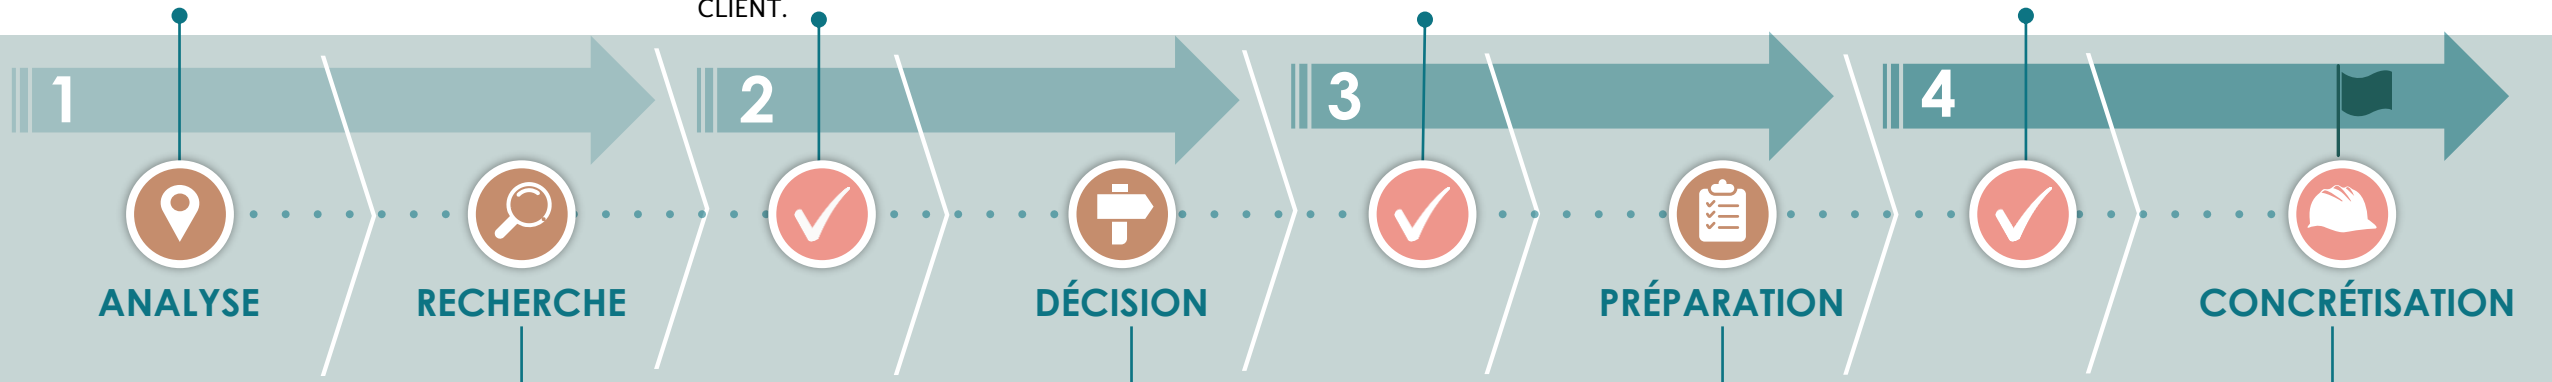 CLIENT.
1
2
3
4
ANALYSE
RECHERCHE
DÉCISION
PRÉPARATION
CONCRÉTISATION